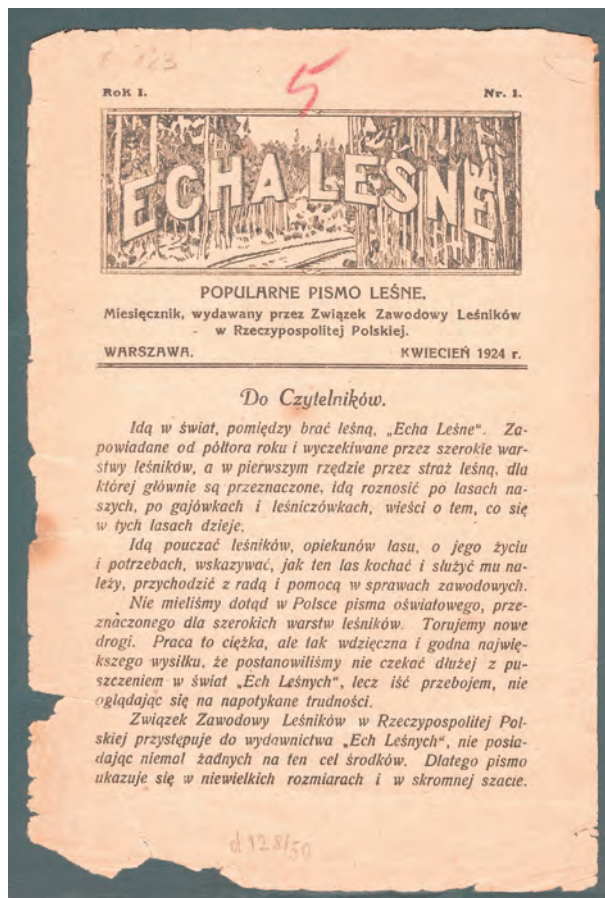 5
Rok I. Nr. 1.
ECHA LEŚNE
POPULARNE PISMO LEŚNE.
Miesięcznik, wydawany przez Związek Zawodowy Leśników
- w Rzeczypospolitej Polskiej.
WARSZAWA. KWIECIEŃ 1924 r.
Do Czytelników.
Idą w świat, pomiędzy brać leśną, „Echa Leśne“. Za-
powiadane od półtora roku i wyczekiwane przez szerokie war-
stwy leśników, a w pierwszym rzędzie przez straż leśną, dla
której głównie są przeznaczone, idą roznosić po lasach na-
szych, po gajówkach i leśniczówkach, wieści o tem, co się
w tych lasach dzieje.
Idą pouczać leśników, opiekunów lasu, o jego życiu
i potrzebach, wskazywać, jak ten las kochać i służyć mu na-
leży, przychodzić z radą i pomocą w sprawach zawodowych.
Nie mieliśmy dotąd w Polsce pisma oświatowego, prze-
znaczonego dla szerokich warstw leśników. Torujemy nowe
drogi. Praca to ciężka, ale tak wdzięczna i godna najwię-
kszego wysiłku, że postanowiliśmy nie czekać dłużej z pu-
szczeniem w świat „Ech Leśnych“, lecz iść przebojem, nie
oglądając się na napotykane trudności.
Związek Zawodowy Leśników w Rzeczypospolitej Pol-
skiej przystępuje do wydawnictwa „Ech Leśnych“, nie posia-
dając niemal żadnych na ten cel środków. Dlatego pismo
ukazuje się w niewielkich rozmiarach i w skromnej szacie.
d 128/50